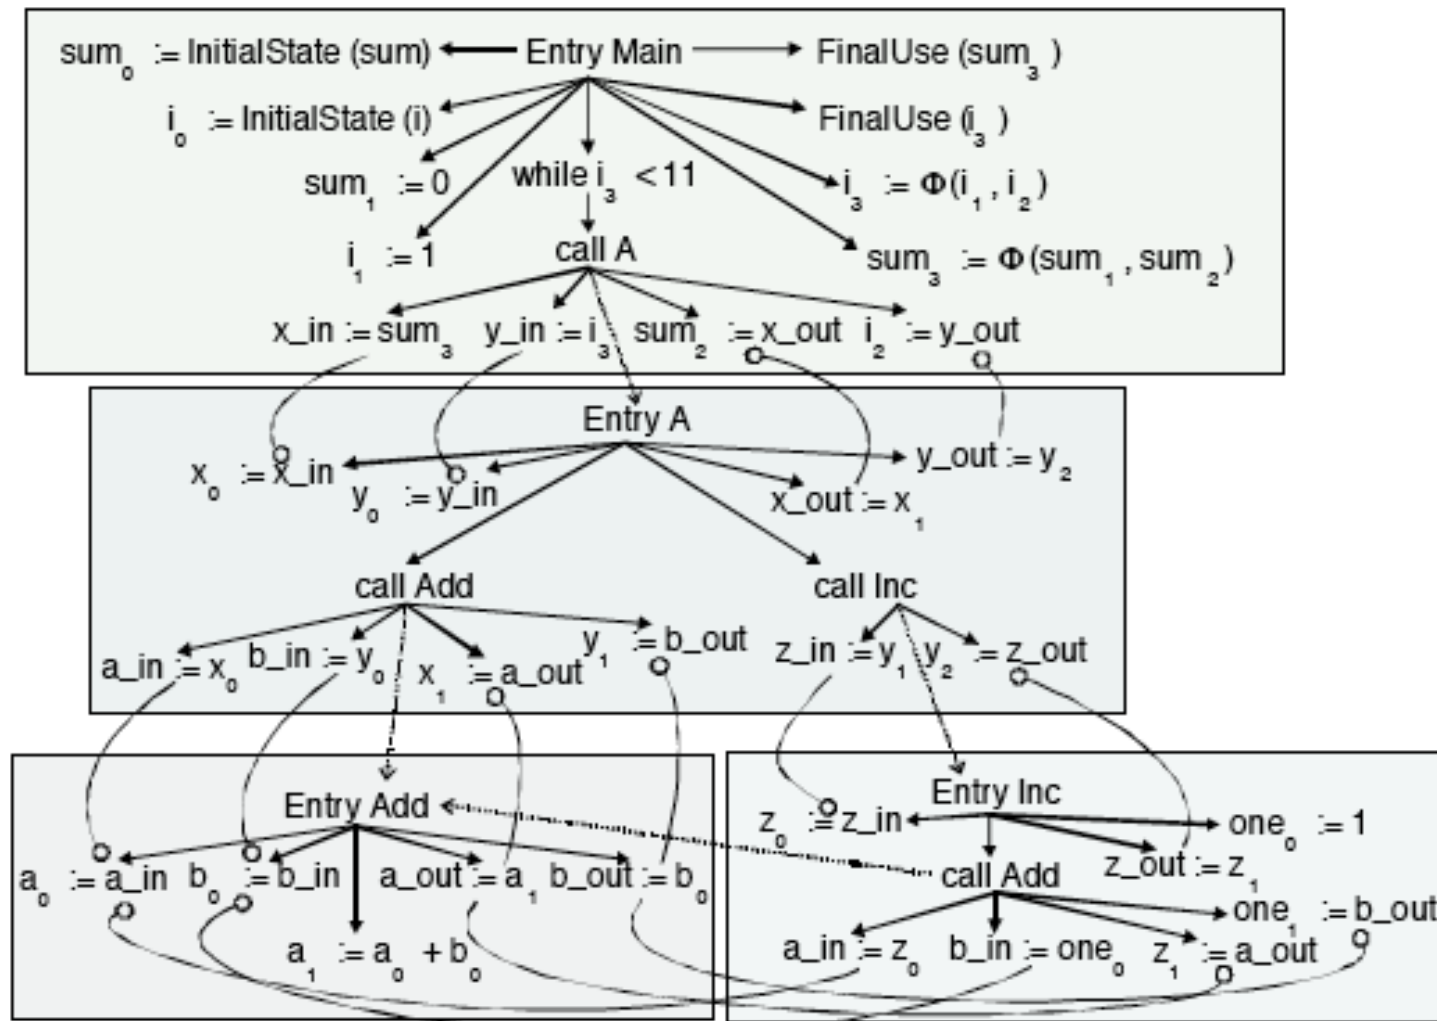 sum₀ := InitialState (sum) Entry Main FinalUse (sum₃ )
i₀ := InitialState (i) FinalUse (i₃ )
sum₁ := 0 while i₃ < 11 i₃ := Φ(i₁ , i₂ )
i₁ := 1 call A sum₃ := Φ(sum₁ , sum₂ )
x_in := sum₃ y_in := i₃ sum₂ := x_out i₂ := y_out
Entry A
x₀ := x_in y₀ := y_in x_out := x₁ y_out := y₂
call Add call Inc
a_in := x₀ b_in := y₀ x₁ := a_out y₁ := b_out z_in := y₁ y₂ := z_out
Entry Add Entry Inc
z₀ := z_in one₀ := 1
a₀ := a_in b₀ := b_in a_out := a₁ b_out := b₀ call Add z_out := z₁
one₁ := b_out
a₁ := a₀ + b₀ a_in := z₀ b_in := one₀ z₁ := a_out